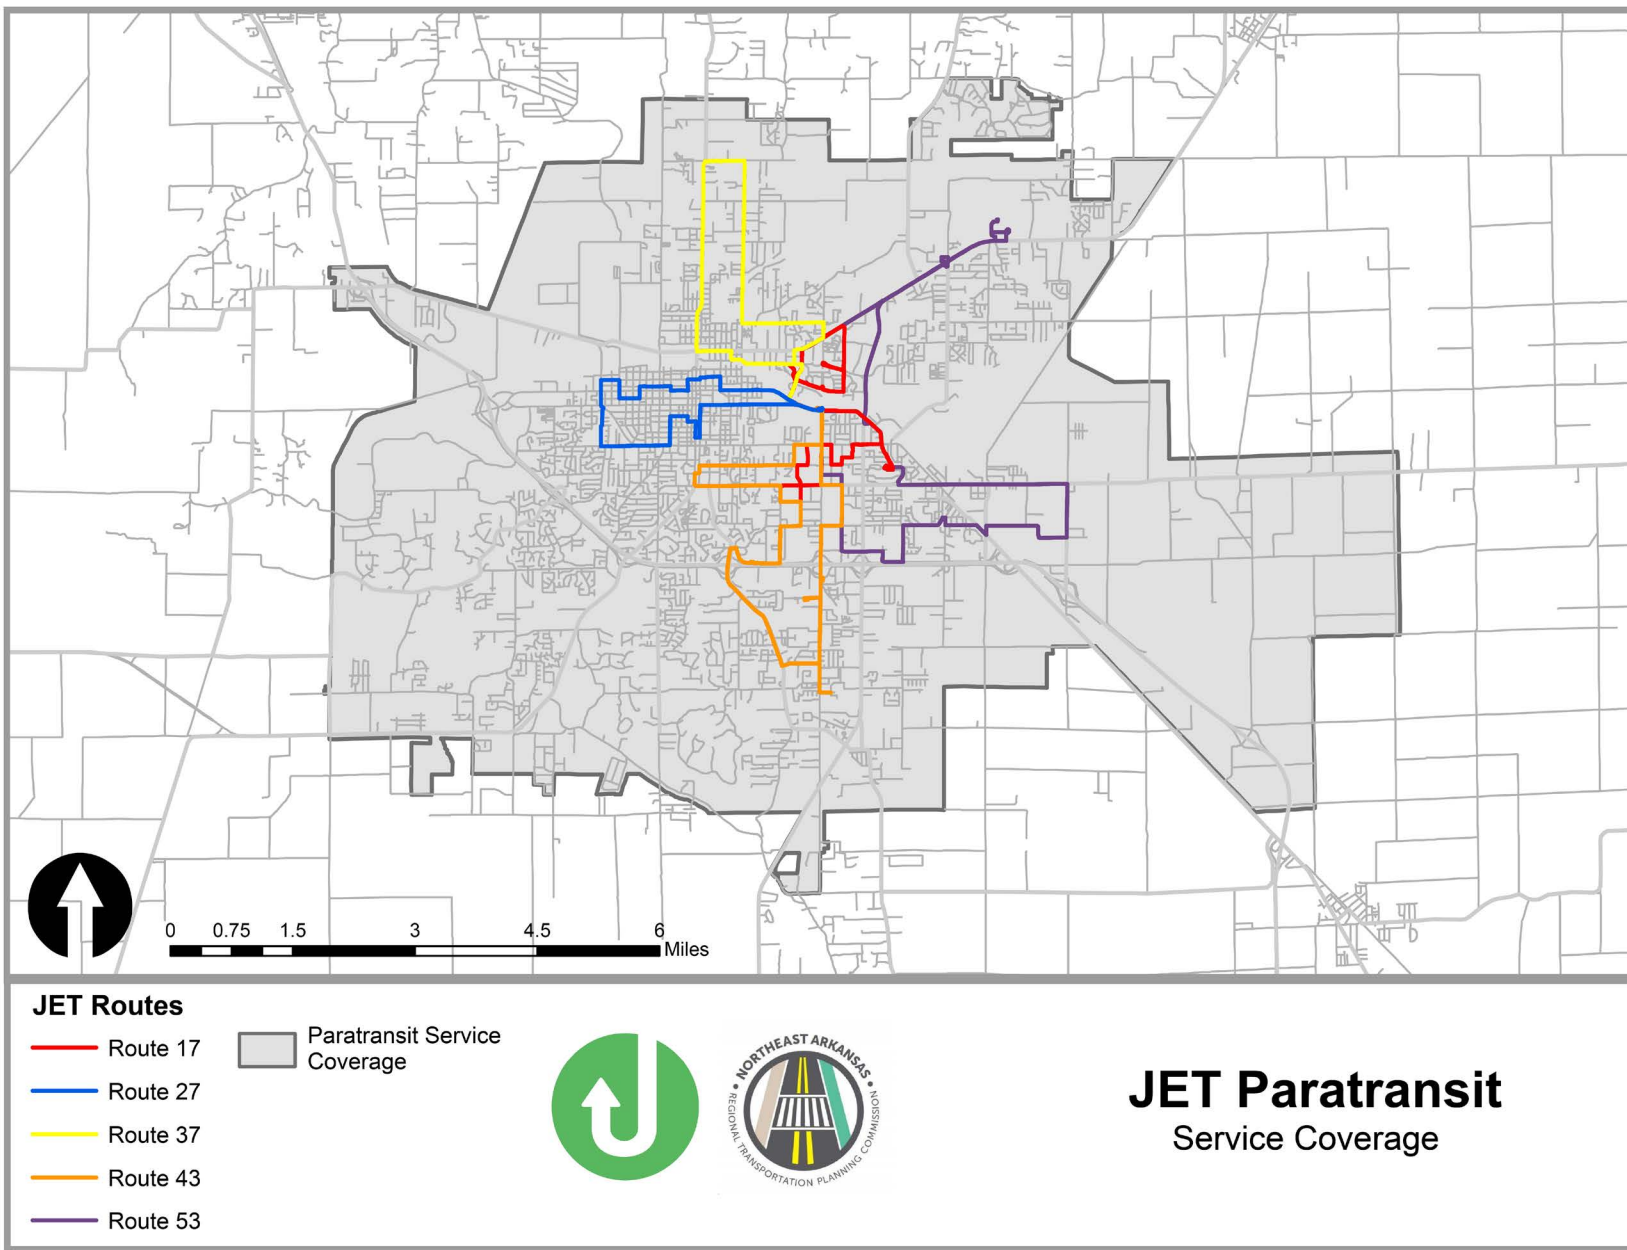 0 0.75 1.5 3 4.5 6
Miles
JET Routes
Route 17
Route 27
Route 37
Route 43
Route 53
Paratransit Service
Coverage
• NORTHEAST ARKANSAS •
REGIONAL TRANSPORTATION PLANNING COMMISSION
JET Paratransit
Service Coverage